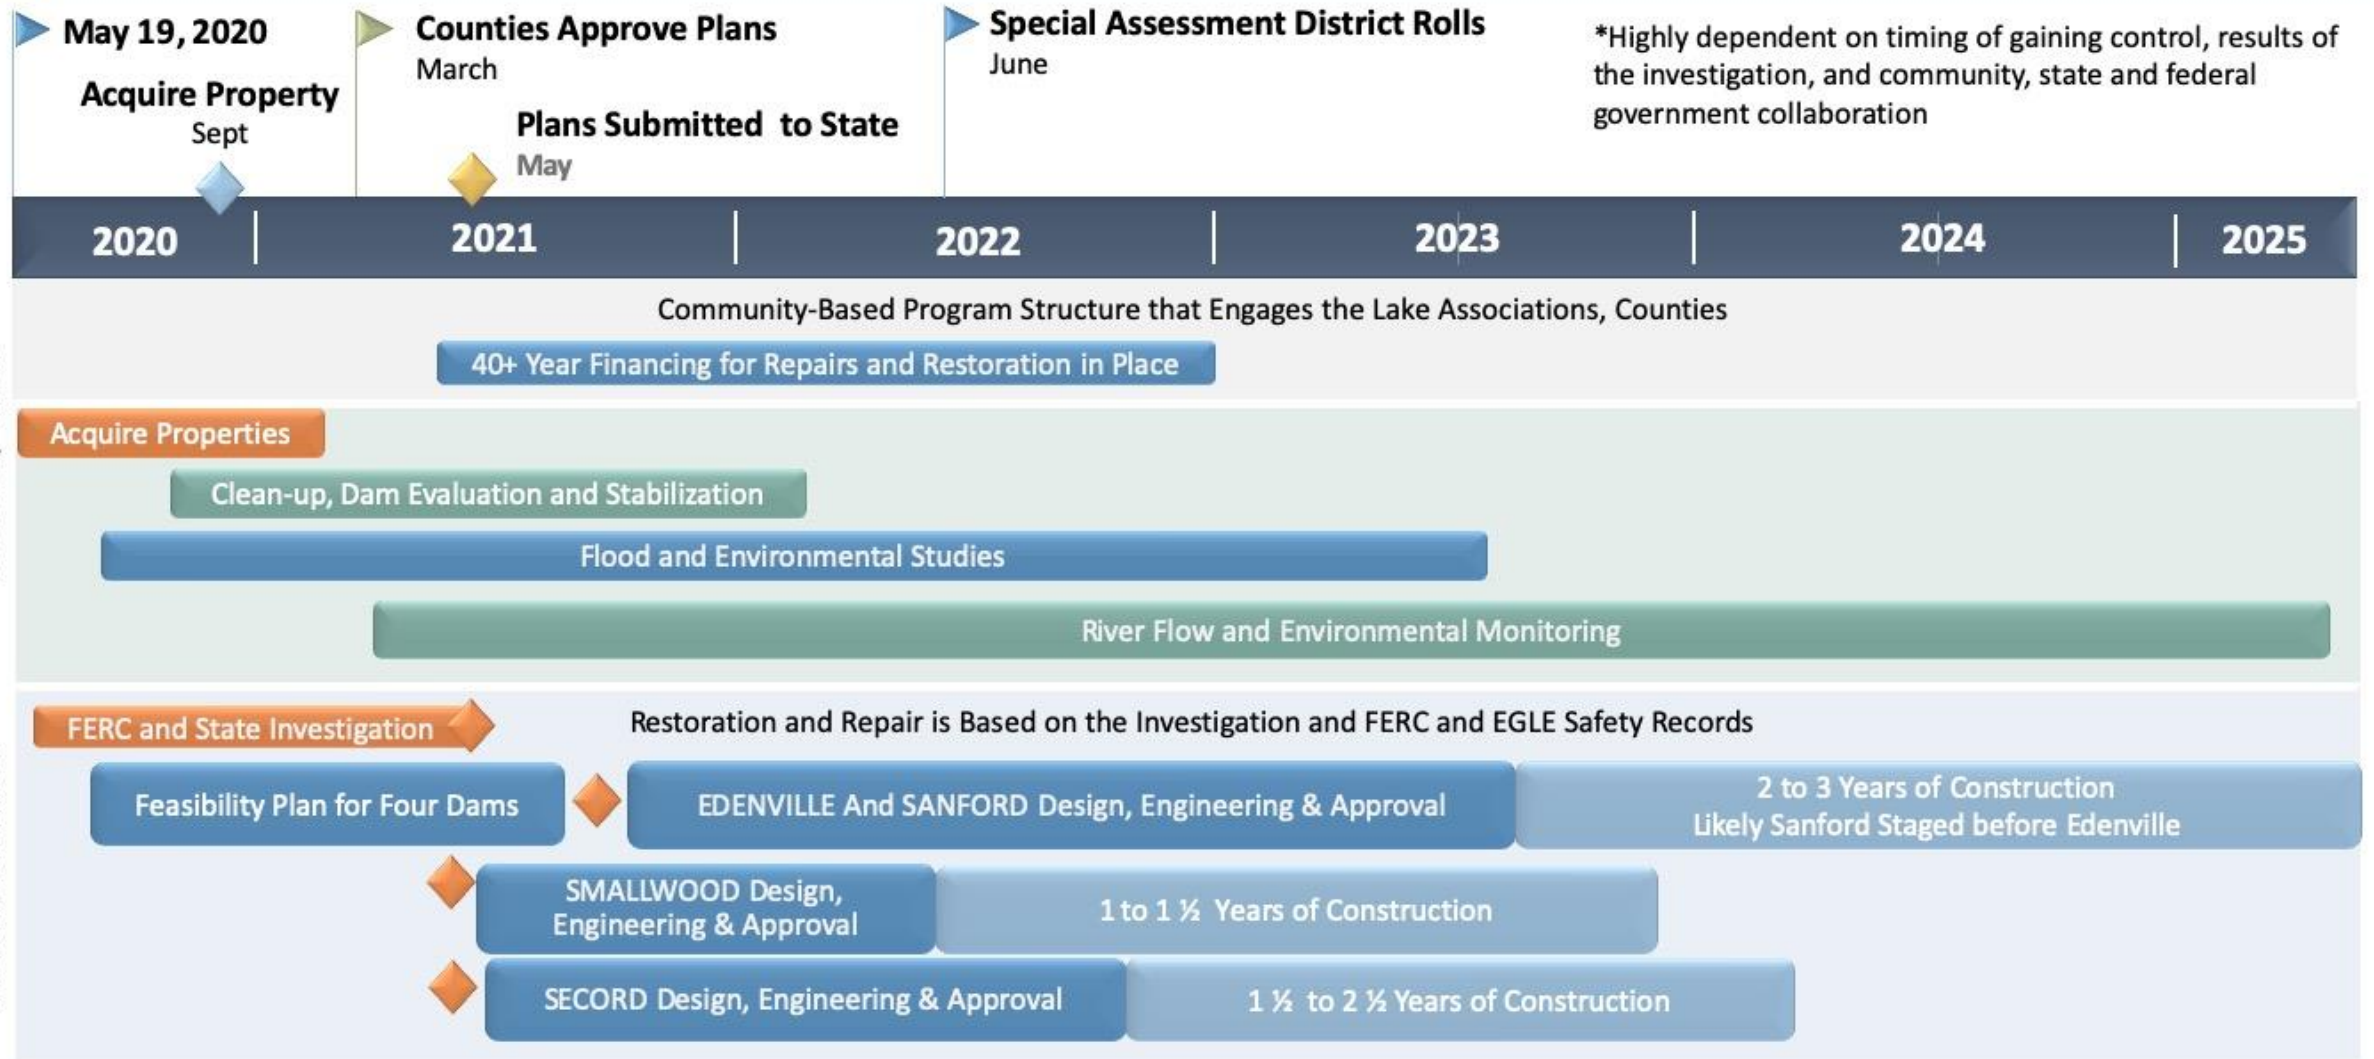 May 19, 2020
Acquire Property
Sept
Counties Approve Plans
March
Plans Submitted to State
May
Special Assessment District Rolls
June
*Highly dependent on timing of gaining control, results of
the investigation, and community, state and federal
government collaboration
2020
2021
2022
2023
2024
2025
Community-Based Program Structure that Engages the Lake Associations, Counties
40+ Year Financing for Repairs and Restoration in Place
Acquire Properties
Clean-up, Dam Evaluation and Stabilization
Flood and Environmental Studies
River Flow and Environmental Monitoring
FERC and State Investigation
Restoration and Repair is Based on the Investigation and FERC and EGLE Safety Records
Feasibility Plan for Four Dams
EDENVILLE And SANFORD Design, Engineering & Approval
2 to 3 Years of Construction
Likely Sanford Staged before Edenville
SMALLWOOD Design,
Engineering & Approval
1 to 1 ½ Years of Construction
SECORD Design, Engineering & Approval
1 ½ to 2 ½ Years of Construction